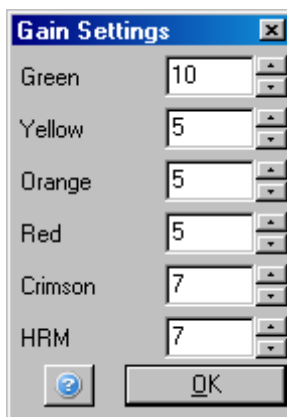 Gain Settings
Green 10
Yellow 5
Orange 5
Red 5
Crimson 7
HRM 7
? OK